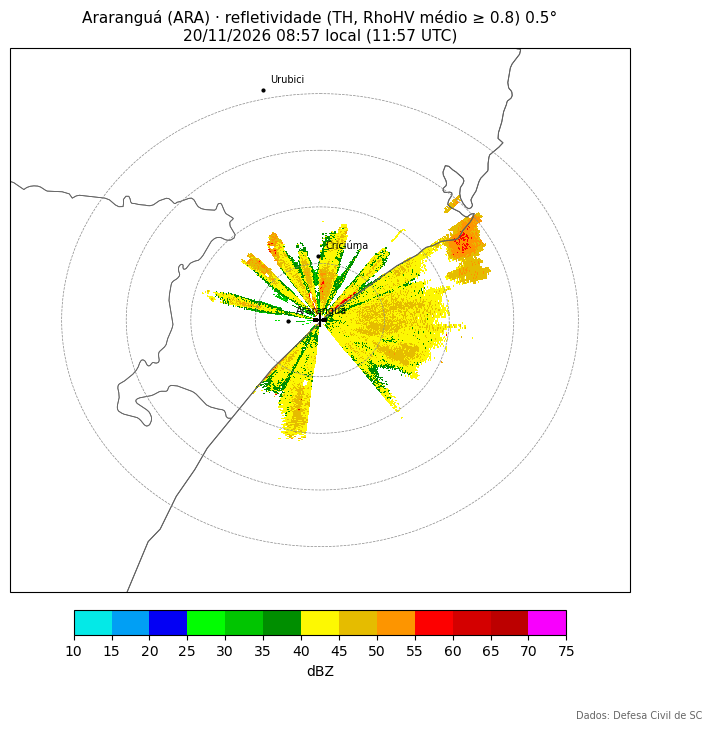 Araranguá (ARA) · refletividade (TH, RhoHV médio ≥ 0.8) 0.5°
20/11/2026 08:57 local (11:57 UTC)
Urubici
Criciúma
Araranguá
10 15 20 25 30 35 40 45 50 55 60 65 70 75
dBZ
Dados: Defesa Civil de SC